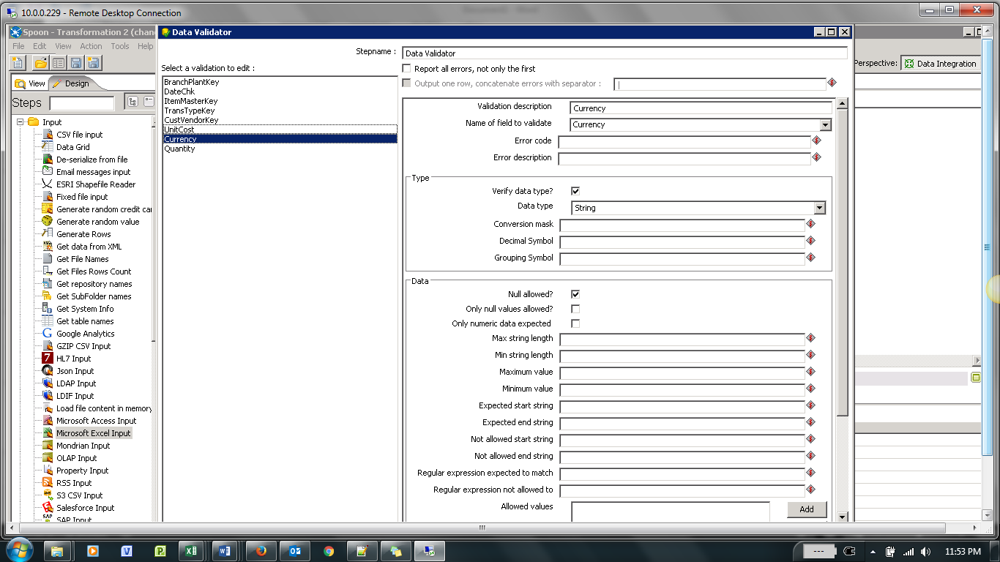 10.0.0.229 - Remote Desktop Connection
Spoon - Transformation 2 (chan
File Edit View Action Tools Help
View Design
Steps
Input
CSV file input
Data Grid
De-serialize from file
Email messages input
ESRI Shapefile Reader
Fixed file input
Generate random credit car
Generate random value
Generate Rows
Get data from XML
Get File Names
Get Files Rows Count
Get repository names
Get SubFolder names
Get System Info
Get table names
Google Analytics
GZIP CSV Input
HL7 Input
Json Input
LDAP Input
LDIF Input
Load file content in memory
Microsoft Access Input
Microsoft Excel Input
Mondrian Input
OLAP Input
Property Input
RSS Input
S3 CSV Input
Salesforce Input
SAP Input
Data Validator
Stepname : Data Validator
Select a validation to edit :
BranchPlantKey
DateChk
ItemMasterKey
TransTypeKey
CustVendorKey
UnitCost
Currency
Quantity
Report all errors, not only the first
Output one row, concatenate errors with separator :
Validation description Currency
Name of field to validate Currency
Error code
Error description
Type
Verify data type?
Data type String
Conversion mask
Decimal Symbol
Grouping Symbol
Data
Null allowed?
Only null values allowed?
Only numeric data expected
Max string length
Min string length
Maximum value
Minimum value
Expected start string
Expected end string
Not allowed start string
Not allowed end string
Regular expression expected to match
Regular expression not allowed to
Allowed values Add
Perspective: Data Integration
11:53 PM